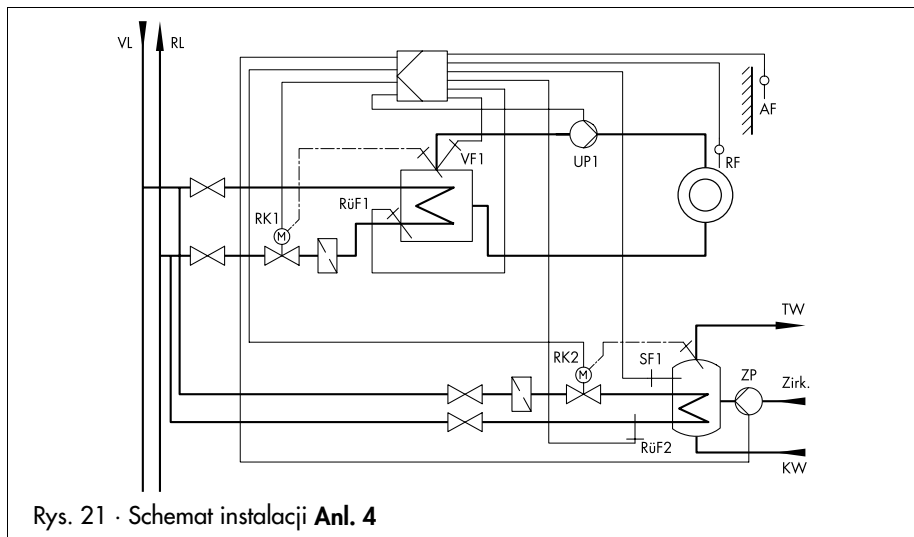 VL
RL
AF
VF1
UP1
RF
RüF1
RK1
M
TW
RK2
SF1
M
ZP
Zirk.
RüF2
KW
Rys. 21 · Schemat instalacji Anl. 4